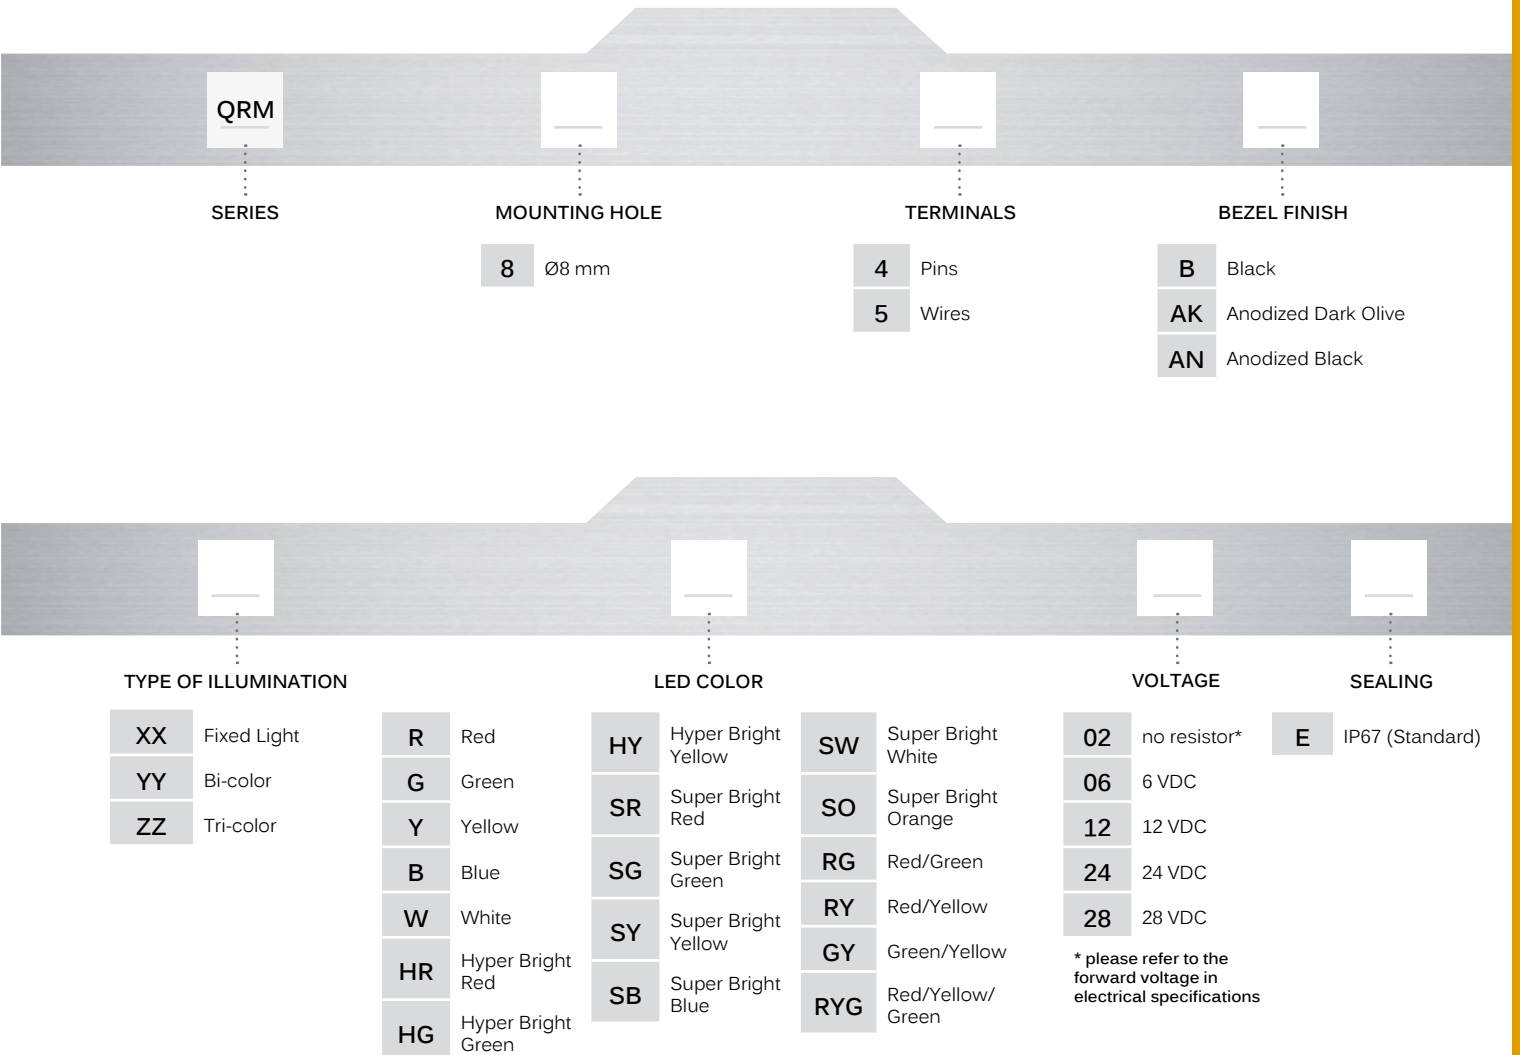 QRM
SERIES
MOUNTING HOLE
8 Ø8 mm
TERMINALS
4 Pins
5 Wires
BEZEL FINISH
B Black
AK Anodized Dark Olive
AN Anodized Black
TYPE OF ILLUMINATION
XX Fixed Light
YY Bi-color
ZZ Tri-color
LED COLOR
R Red
G Green
Y Yellow
B Blue
W White
HR Hyper Bright
Red
HG Hyper Bright
Green
HY Hyper Bright
Yellow
SR Super Bright
Red
SG Super Bright
Green
SY Super Bright
Yellow
SB Super Bright
Blue
SW Super Bright
White
SO Super Bright
Orange
RG Red/Green
RY Red/Yellow
GY Green/Yellow
RYG Red/Yellow/
Green
VOLTAGE
02 no resistor*
06 6 VDC
12 12 VDC
24 24 VDC
28 28 VDC
* please refer to the
forward voltage in
electrical specifications
SEALING
E IP67 (Standard)